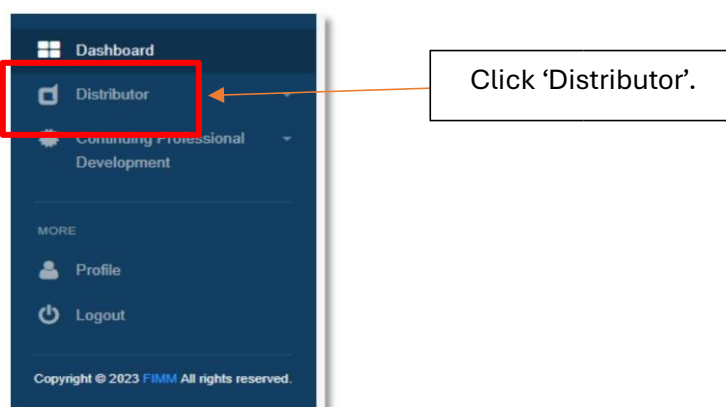 Dashboard
Distributor
Click ‘Distributor’.
Continuing Professional
Development
MORE
Profile
Logout
Copyright © 2023 FIMM All rights reserved.